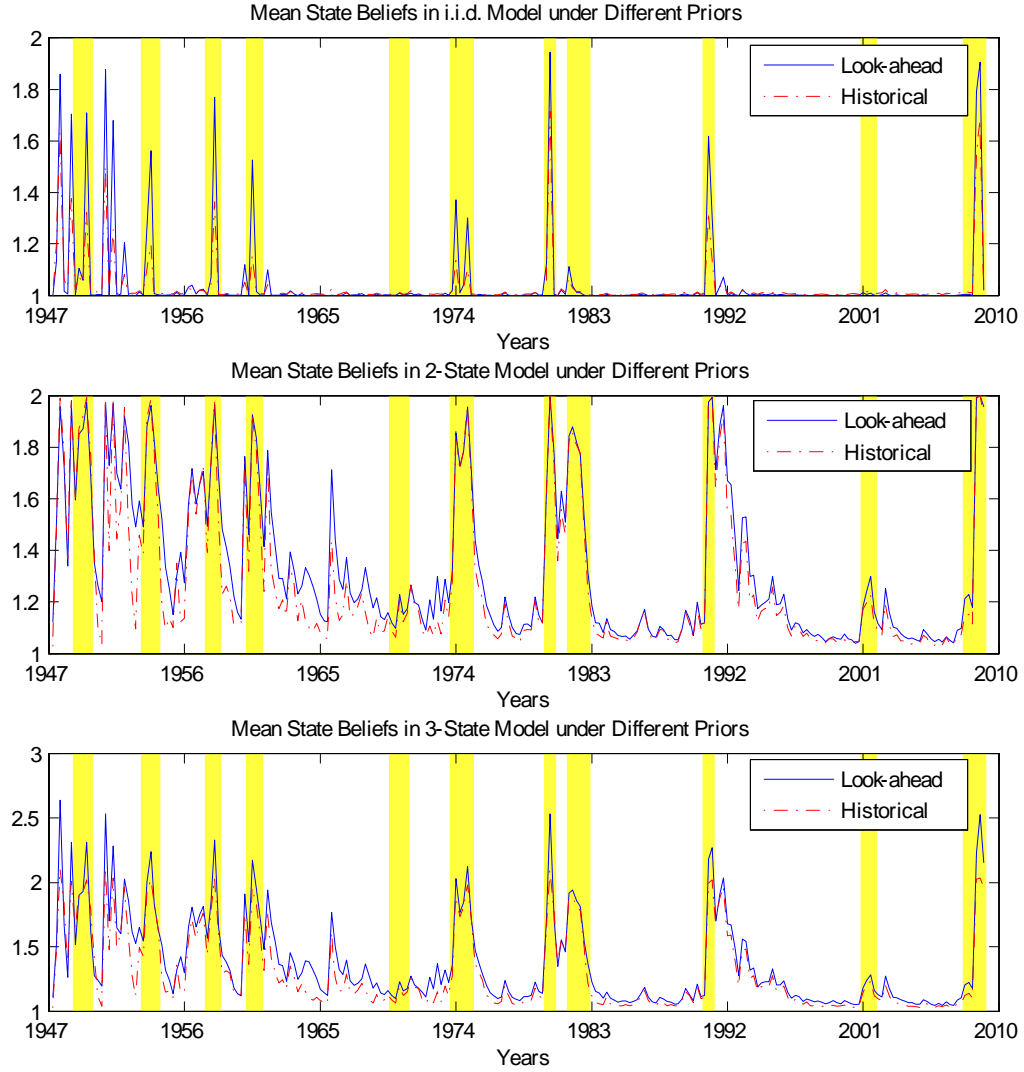 Mean State Beliefs in i.i.d. Model under Different Priors
2
1.8
1.6
1.4
1.2
1
Look-ahead
Historical
1947 1956 1965 1974 1983 1992 2001 2010
Years
Mean State Beliefs in 2-State Model under Different Priors
2
1.8
1.6
1.4
1.2
1
Look-ahead
Historical
1947 1956 1965 1974 1983 1992 2001 2010
Years
Mean State Beliefs in 3-State Model under Different Priors
3
2.5
2
1.5
1
Look-ahead
Historical
1947 1956 1965 1974 1983 1992 2001 2010
Years